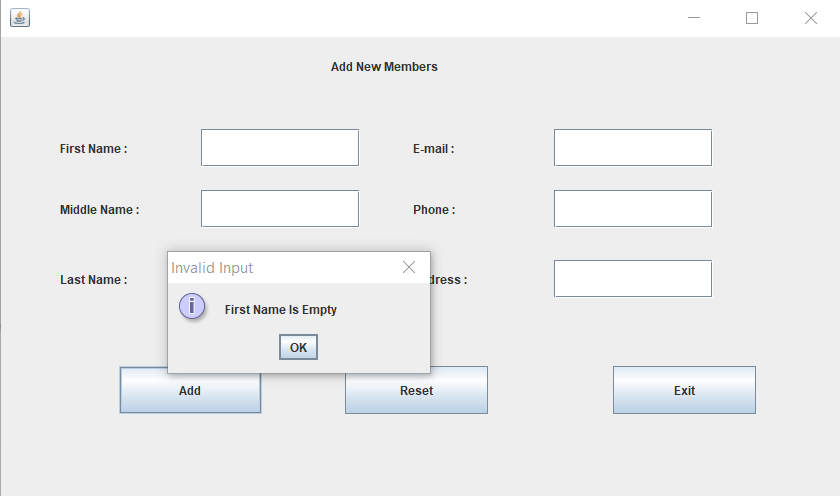 Add New Members
First Name :
E-mail :
Middle Name :
Phone :
Last Name :
dress :
Invalid Input
i
First Name Is Empty
OK
Add
Reset
Exit